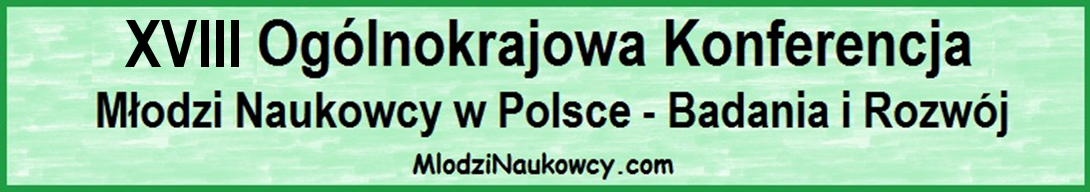 XVIII Ogólnokrajowa Konferencja
Młodzi Naukowcy w Polsce - Badania i Rozwój
MlodziNaukowcy.com